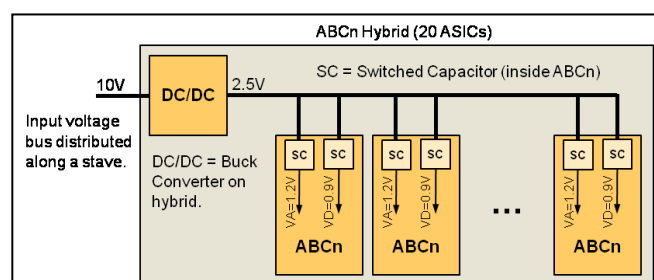 ABCn Hybrid (20 ASICs)
10V
DC/DC
2.5V
SC = Switched Capacitor (inside ABCn)
Input voltage
bus distributed
along a stave.
DC/DC = Buck
Converter on
hybrid.
SC
SC
SC
SC
SC
SC
VA=1.2V
VD=0.9V
VA=1.2V
VD=0.9V
...
VA=1.2V
VD=0.9V
ABCn
ABCn
ABCn